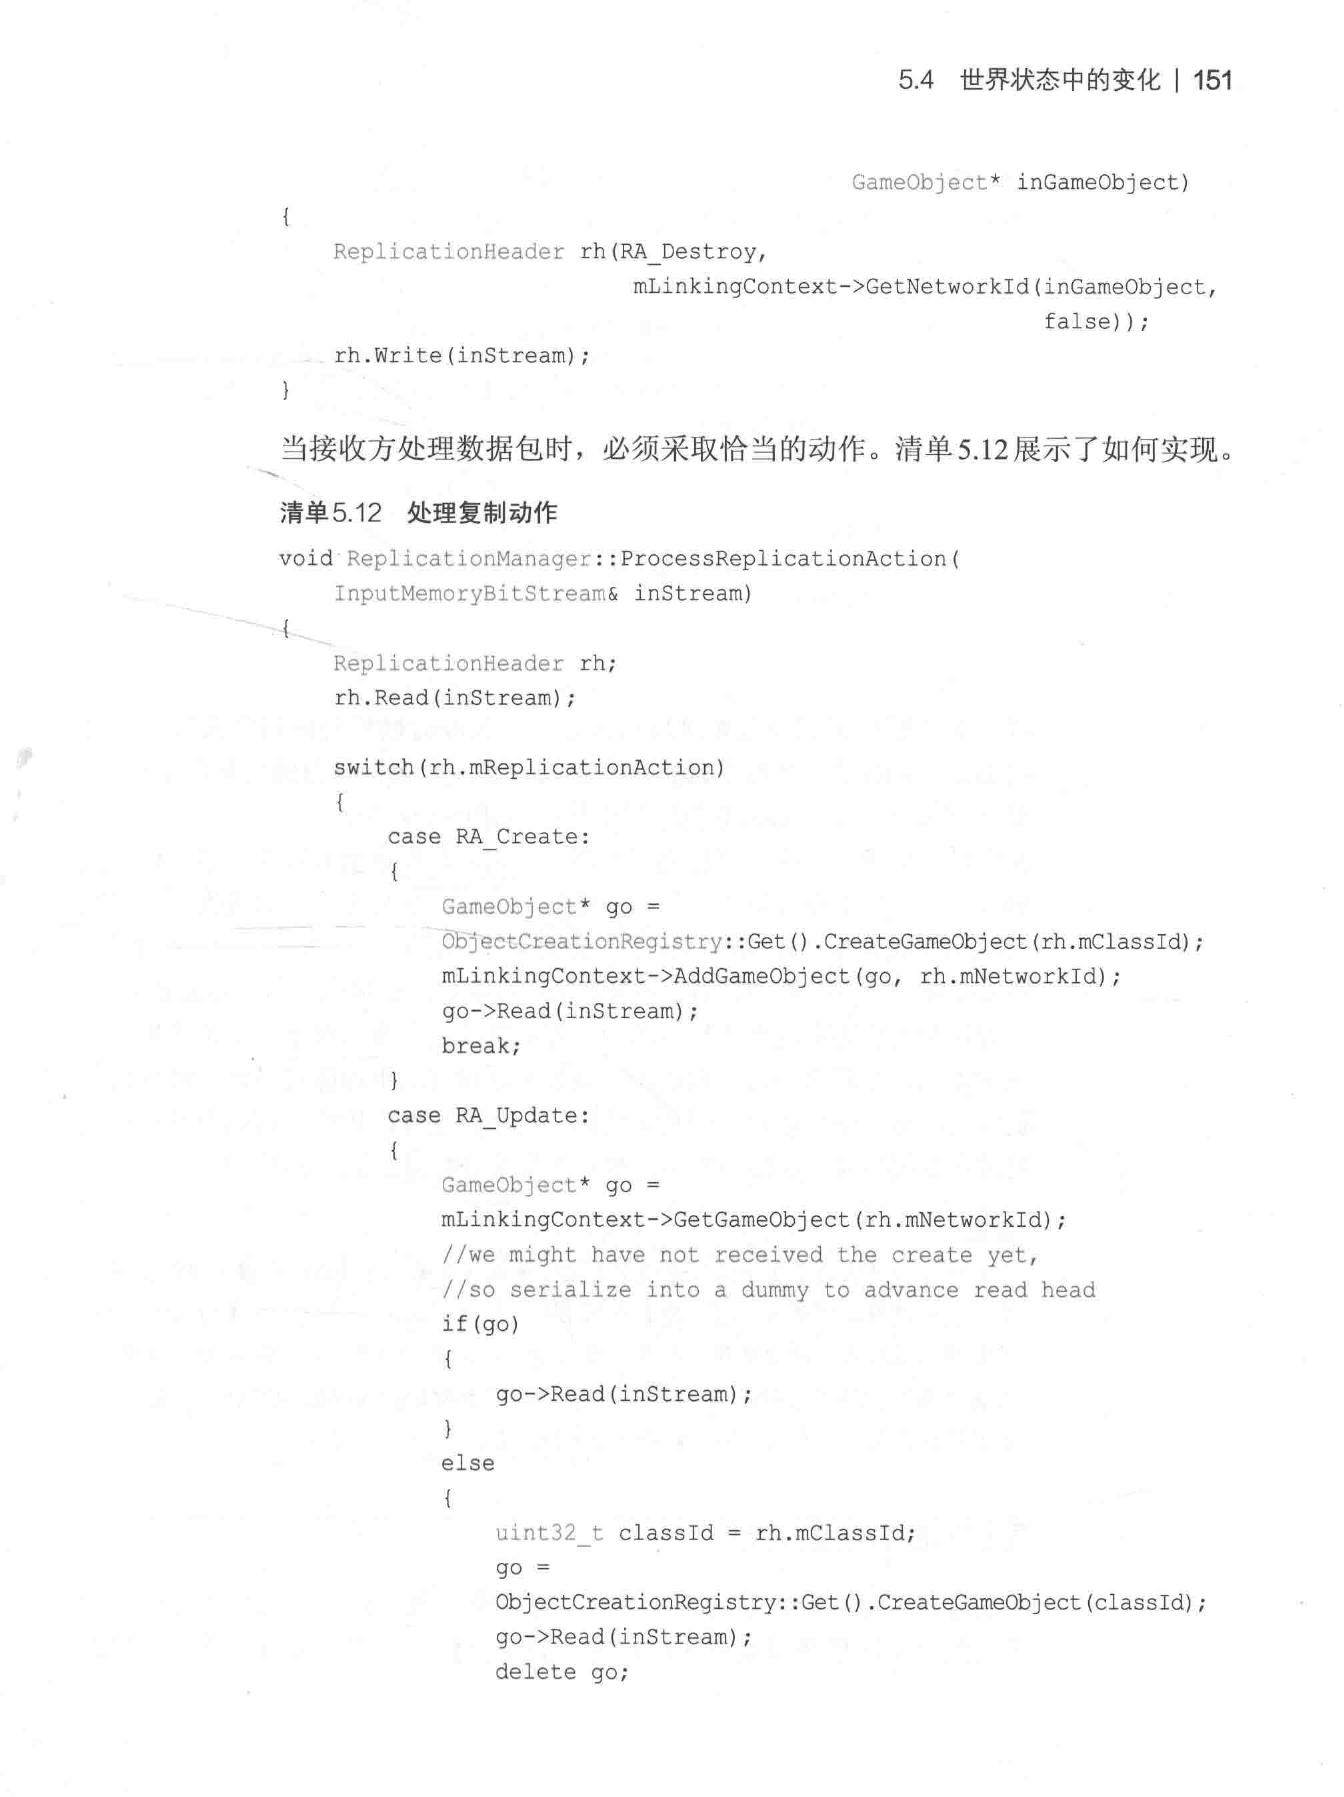 5.4 世界状态中的变化 | 151
GameObject* inGameObject)
{
ReplicationHeader rh(RA_Destroy,
mLinkingContext->GetNetworkId(inGameObject,
false));
rh.Write(inStream);
}
当接收方处理数据包时，必须采取恰当的动作。清单5.12展示了如何实现。
清单5.12 处理复制动作
void ReplicationManager::ProcessReplicationAction(
InputMemoryBitStream& inStream)
{
ReplicationHeader rh;
rh.Read(inStream);
switch(rh.mReplicationAction)
{
case RA_Create:
{
GameObject* go =
ObjectCreationRegistry::Get().CreateGameObject(rh.mClassId);
mLinkingContext->AddGameObject(go, rh.mNetworkId);
go->Read(inStream);
break;
}
case RA_Update:
{
GameObject* go =
mLinkingContext->GetGameObject(rh.mNetworkId);
//we might have not received the create yet,
//so serialize into a dummy to advance read head
if(go)
{
go->Read(inStream);
}
else
{
uint32_t classId = rh.mClassId;
go =
ObjectCreationRegistry::Get().CreateGameObject(classId);
go->Read(inStream);
delete go;